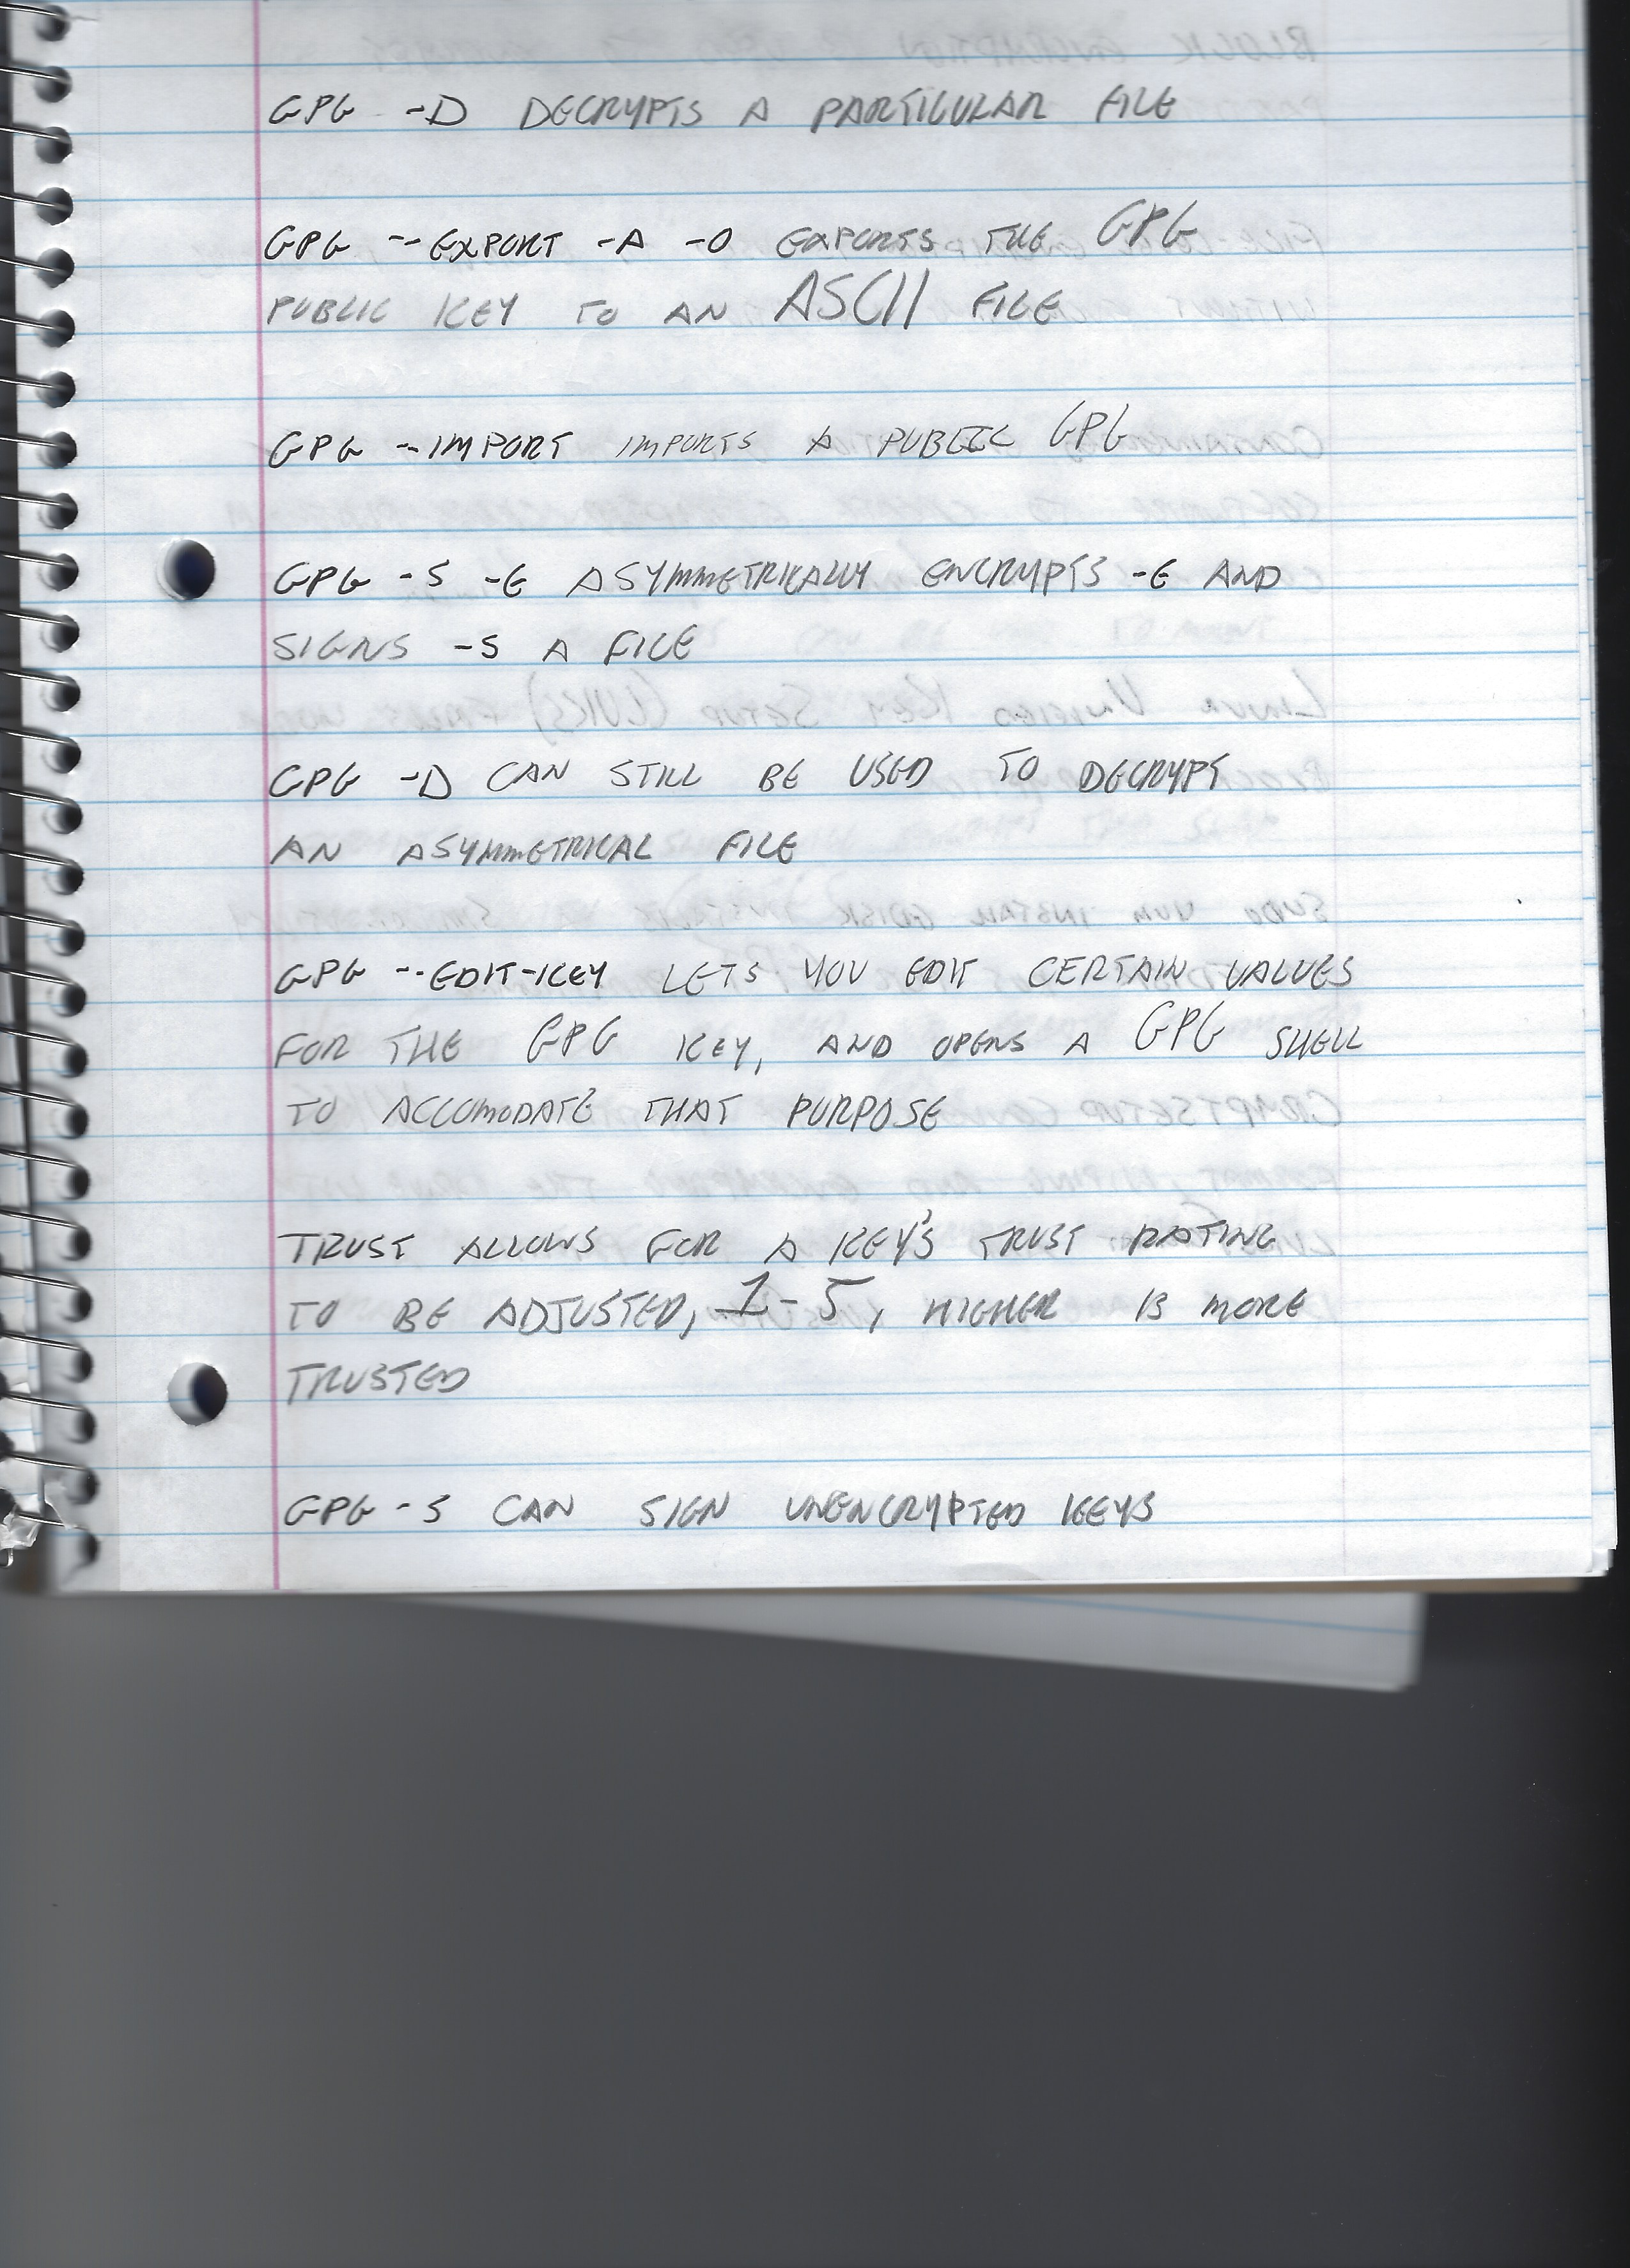 GPG -D DECRYPTS A PARTICULAR FILE
GPG --EXPORT -A -O EXPORTS THE GPG
PUBLIC KEY TO AN ASCII FILE
GPG --IMPORT IMPORTS A PUBLIC GPG
GPG -S -E ASYMMETRICALLY ENCRYPTS -E AND
SIGNS -S A FILE
GPG -D CAN STILL BE USED TO DECRYPT
AN ASYMMETRICAL FILE
GPG --EDIT-KEY LETS YOU EDIT CERTAIN VALUES
FOR THE GPG KEY, AND OPENS A GPG SHELL
TO ACCOMODATE THAT PURPOSE
TRUST ALLOWS FOR A KEY'S TRUST RATING
TO BE ADJUSTED, 1-5, HIGHER IS MORE
TRUSTED
GPG -S CAN SIGN UNENCRYPTED KEYS